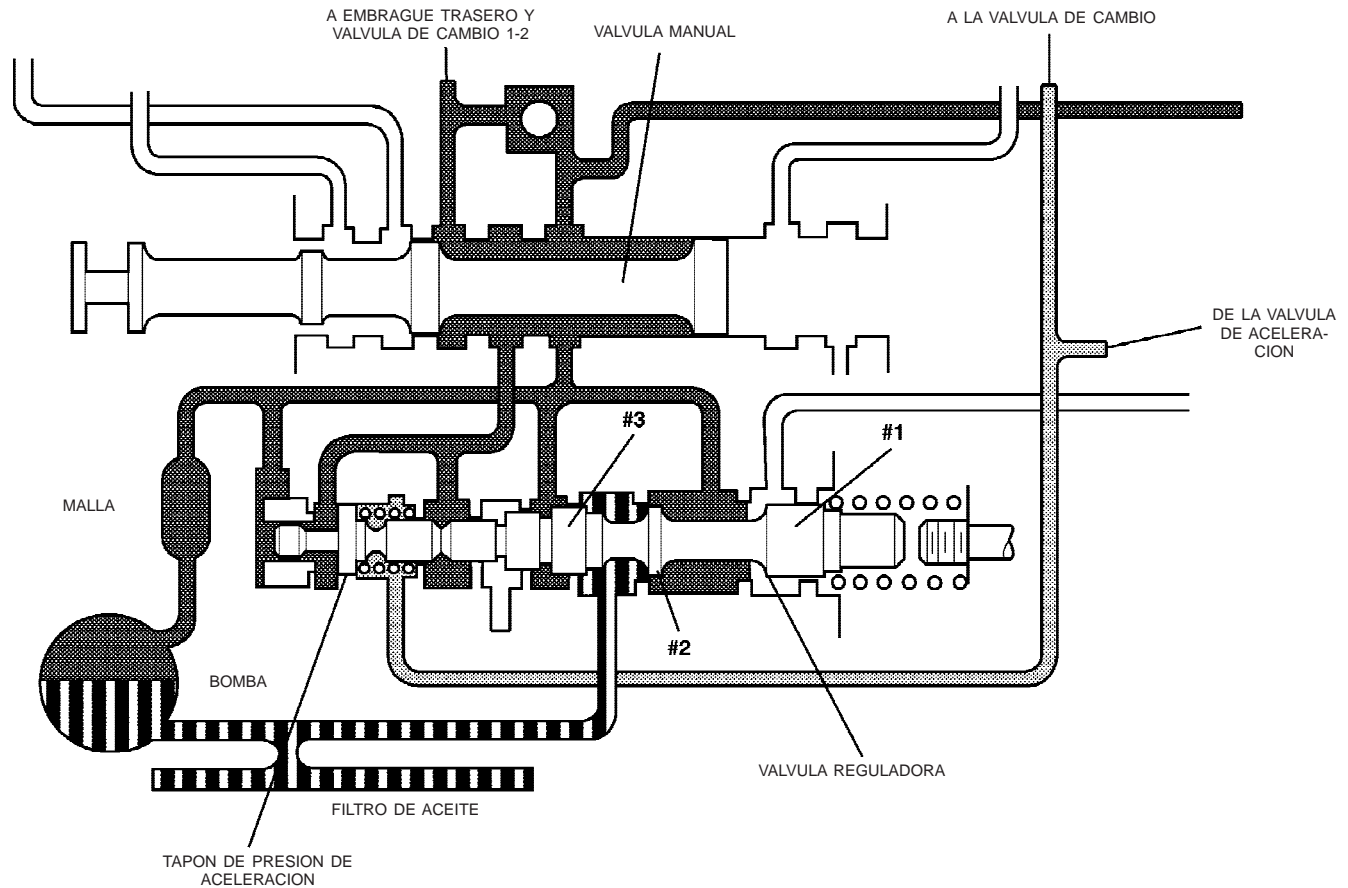 A EMBRAGUE TRASERO Y
VALVULA DE CAMBIO 1-2
VALVULA MANUAL
A LA VALVULA DE CAMBIO
DE LA VALVULA
DE ACELERA-
CION
#3
#1
MALLA
#2
BOMBA
VALVULA REGULADORA
FILTRO DE ACEITE
TAPON DE PRESION DE
ACELERACION